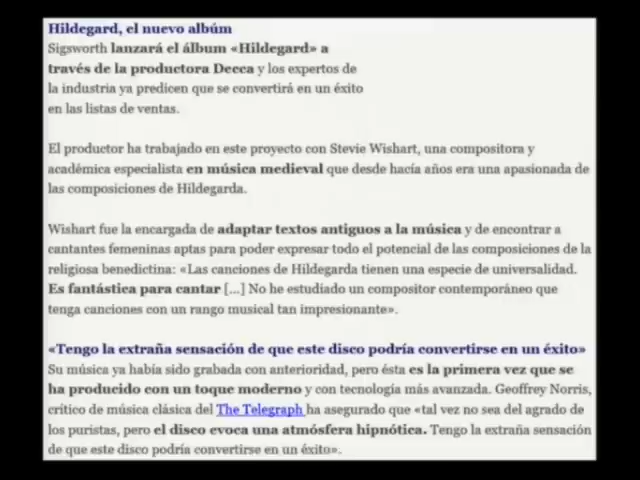 Hildegard, el nuevo albúm
Sigsworth lanzará el álbum «Hildegard» a
través de la productora Decca y los expertos de
la industria ya predicen que se convertirá en un éxito
en las listas de ventas.
El productor ha trabajado en este proyecto con Stevie Wishart, una compositora y
académica especialista en música medieval que desde hacía años era una apasionada de
las composiciones de Hildegarda.
Wishart fue la encargada de adaptar textos antiguos a la música y de encontrar a
cantantes femeninas aptas para poder expresar todo el potencial de las composiciones de la
religiosa benedictina: «Las canciones de Hildegarda tienen una especie de universalidad.
Es fantástica para cantar [...] No he estudiado un compositor contemporáneo que
tenga canciones con un rango musical tan impresionante».
«Tengo la extraña sensación de que este disco podría convertirse en un éxito»
Su música ya había sido grabada con anterioridad, pero ésta es la primera vez que se
ha producido con un toque moderno y con tecnología más avanzada. Geoffrey Norris,
crítico de música clásica del The Telegraph ha asegurado que «tal vez no sea del agrado de
los puristas, pero el disco evoca una atmósfera hipnótica. Tengo la extraña sensación
de que este disco podría convertirse en un éxito».